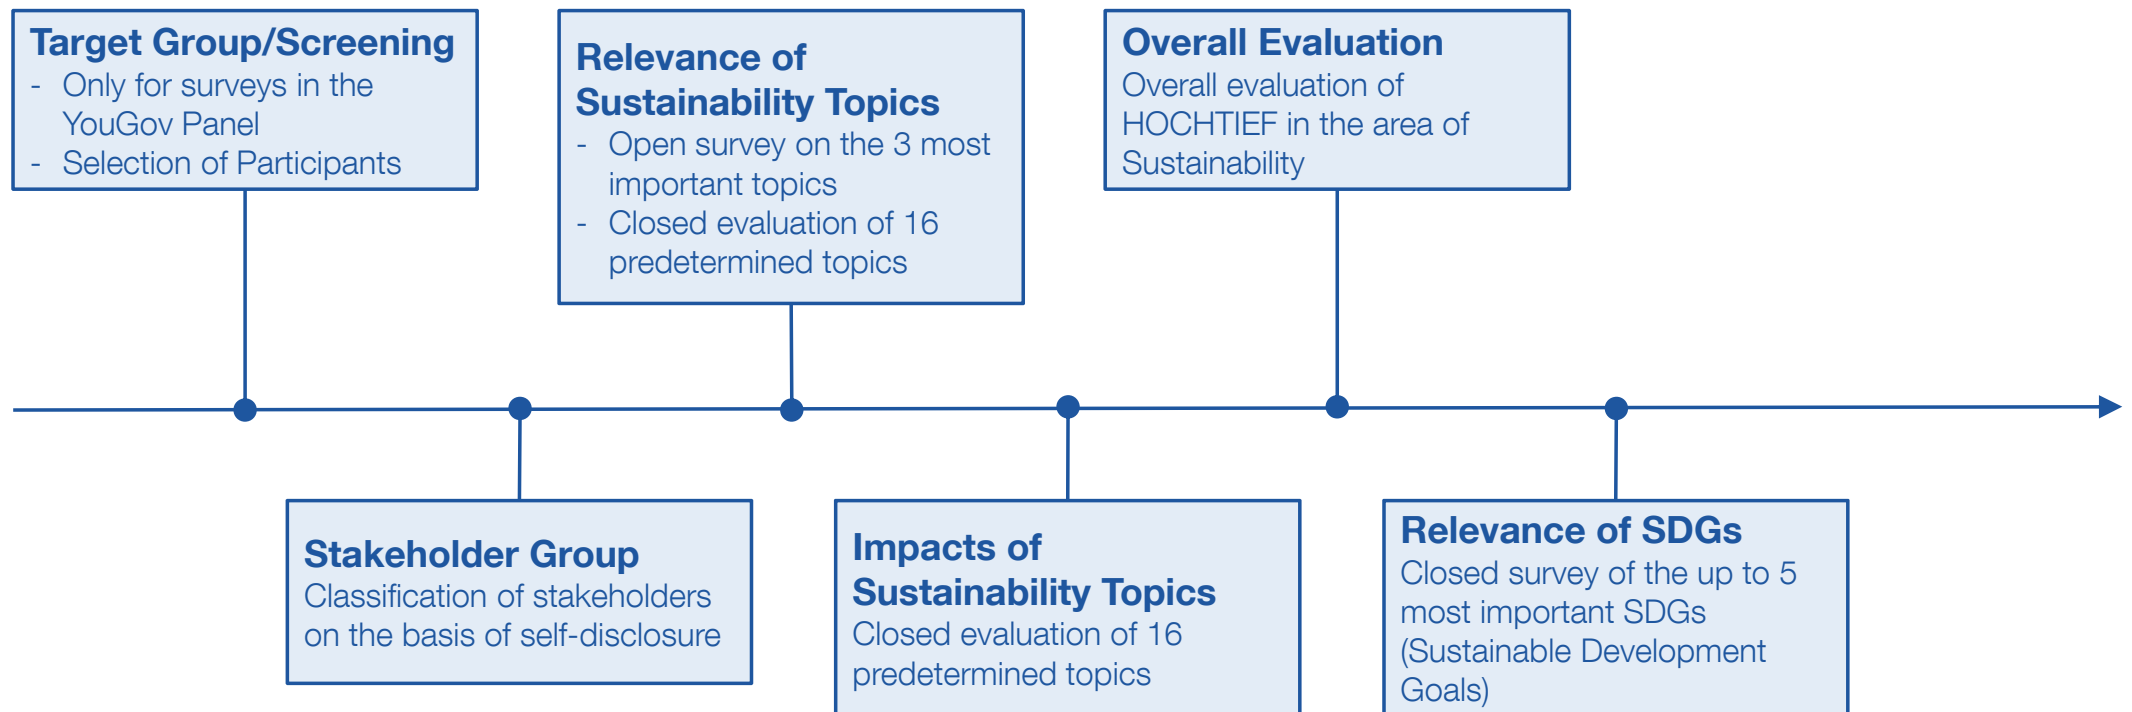 Target Group/Screening
- Only for surveys in the
YouGov Panel
- Selection of Participants
Stakeholder Group
Classification of stakeholders
on the basis of self-disclosure
Relevance of
Sustainability Topics
- Open survey on the 3 most
important topics
- Closed evaluation of 16
predetermined topics
Impacts of
Sustainability Topics
Closed evaluation of 16
predetermined topics
Overall Evaluation
Overall evaluation of
HOCHTIEF in the area of
Sustainability
Relevance of SDGs
Closed survey of the up to 5
most important SDGs
(Sustainable Development
Goals)